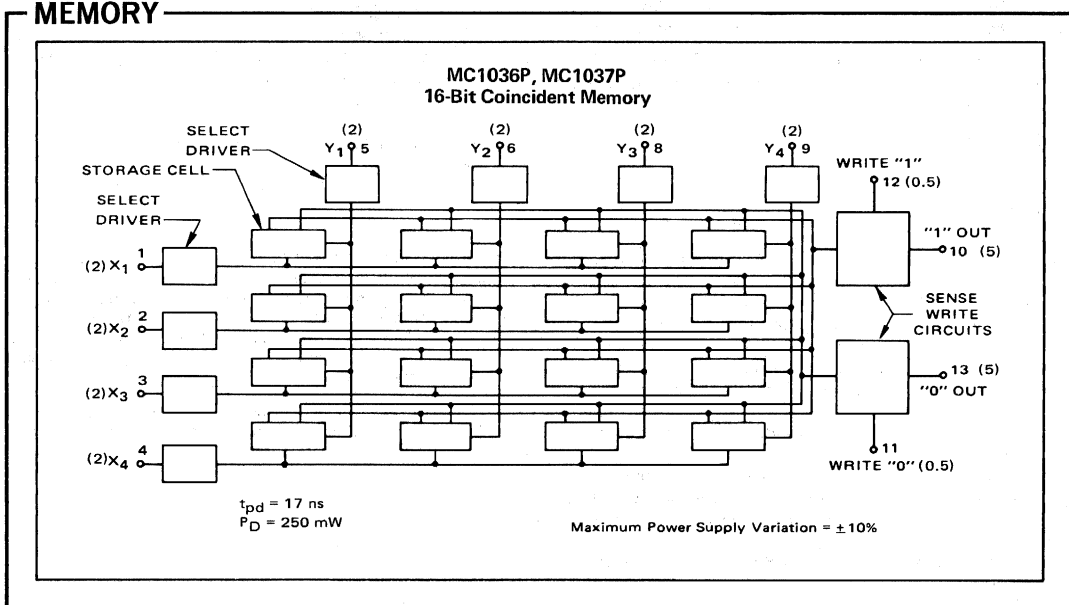 MEMORY
MC1036P, MC1037P
16-Bit Coincident Memory
SELECT
DRIVER
(2)
Y1 5
(2)
Y2 6
(2)
Y3 8
(2)
Y4 9
WRITE "1"
12 (0.5)
STORAGE CELL
SELECT
DRIVER
"1" OUT
10 (5)
1
(2) X1
SENSE
WRITE
CIRCUITS
2
(2) X2
13 (5)
"0" OUT
3
(2) X3
4
(2) X4
11
WRITE "0" (0.5)
tpd = 17 ns
PD = 250 mW
Maximum Power Supply Variation = ±10%